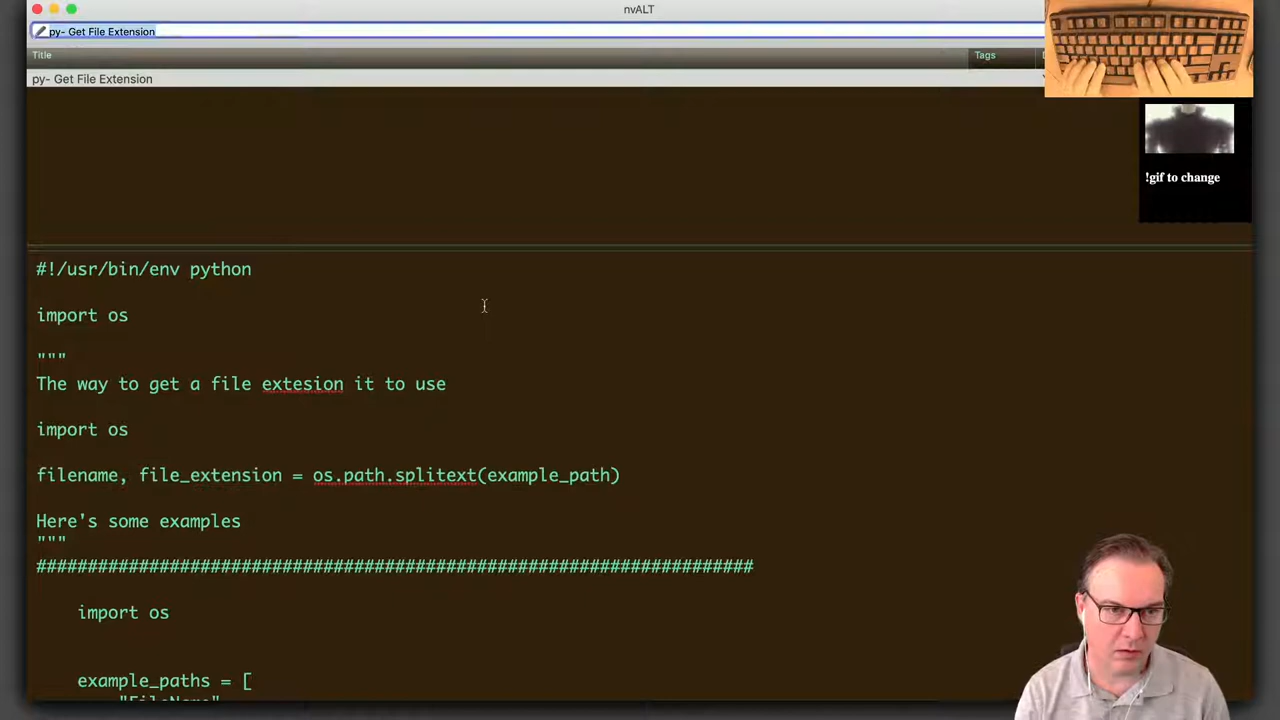 nvALT
py- Get File Extension
Title
Tags
py- Get File Extension
!gif to change
#!/usr/bin/env python
import os
"""
The way to get a file extesion it to use
import os
filename, file_extension = os.path.splitext(example_path)
Here's some examples
"""
######################################################################
import os
example_paths = [
"FileName"